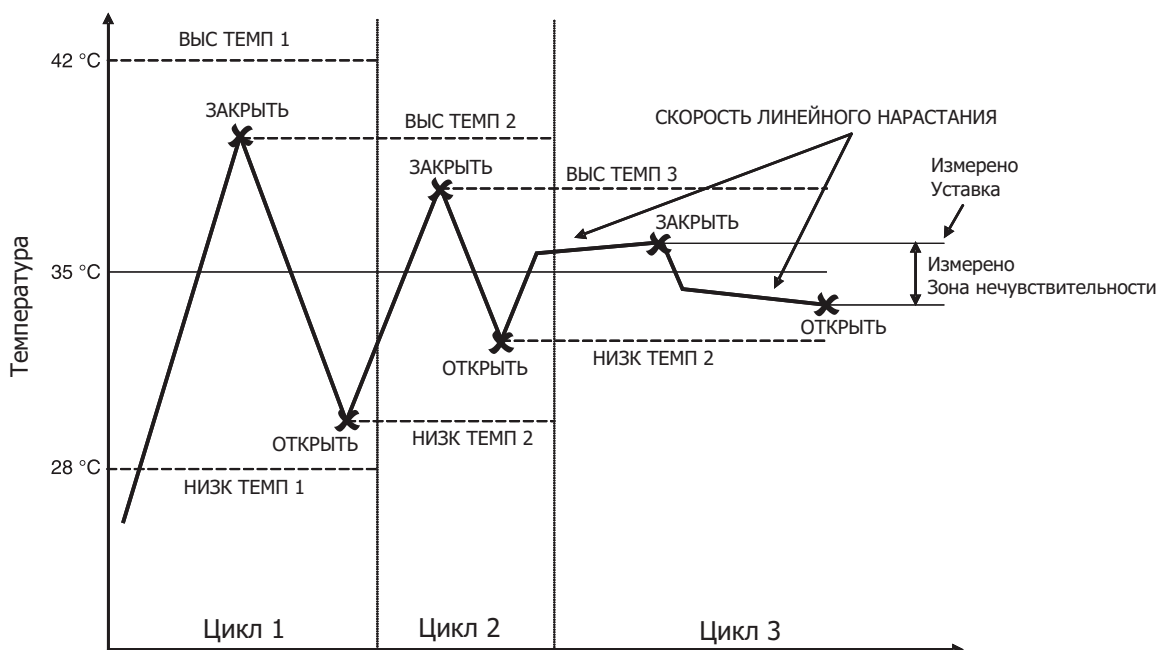 42 °C
ВЫС ТЕМП 1
ЗАКРЫТЬ
ВЫС ТЕМП 2
СКОРОСТЬ ЛИНЕЙНОГО НАРАСТАНИЯ
ЗАКРЫТЬ
ВЫС ТЕМП 3
Измерено
Уставка
ЗАКРЫТЬ
Температура
35 °C
Измерено
Зона нечувствительности
ОТКРЫТЬ
ОТКРЫТЬ
НИЗК ТЕМП 2
ОТКРЫТЬ
НИЗК ТЕМП 2
28 °C
НИЗК ТЕМП 1
Цикл 1
Цикл 2
Цикл 3